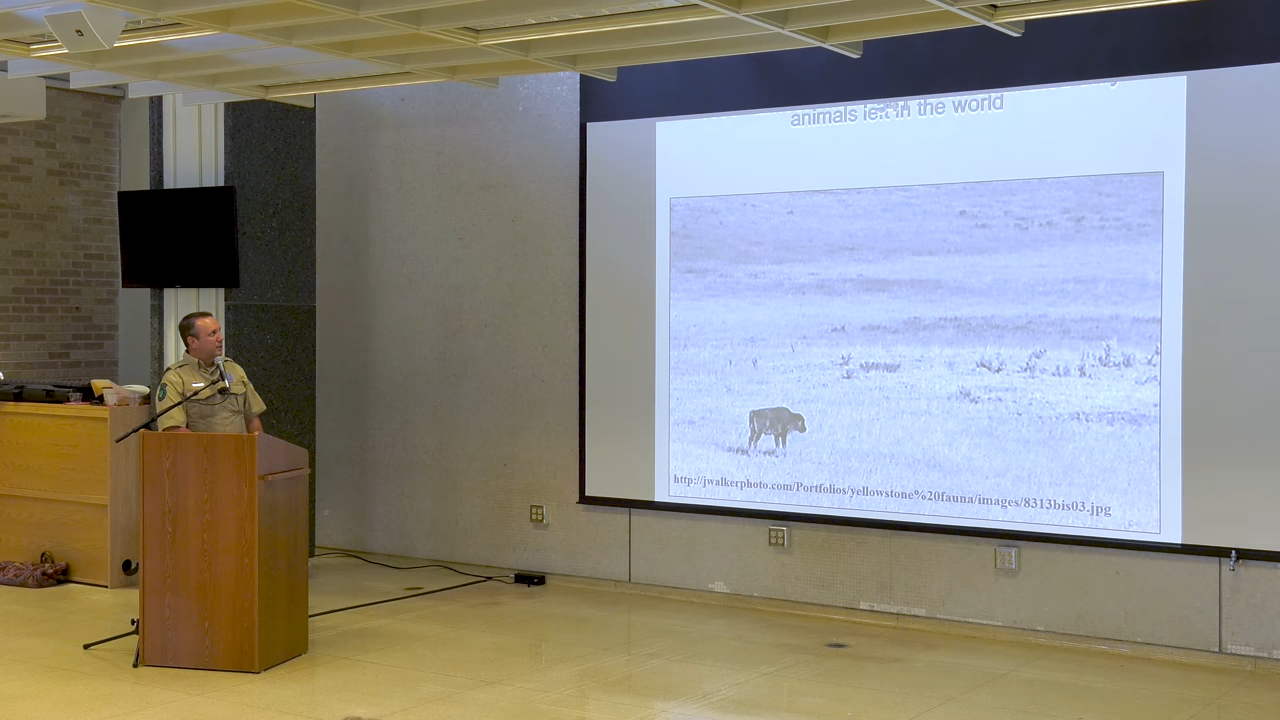 animals left in the world
http://jwalkerphoto.com/Portfolios/yellowstone%20fauna/images/8313bis03.jpg